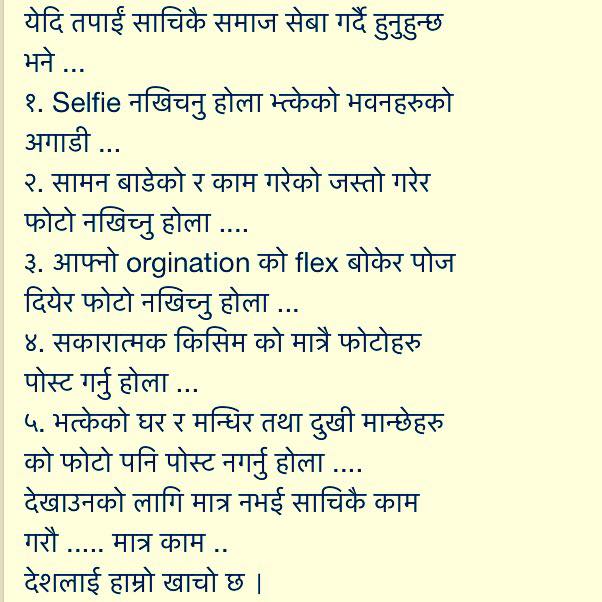 येदि तपाईं साचिकै समाज सेबा गर्दै हुनुहुन्छ
भने ...
१. Selfie नखिचनु होला भ्त्केको भवनहरुको
अगाडी ...
२. सामन बाडेको र काम गरेको जस्तो गरेर
फोटो नखिच्नु होला ....
३. आफ्नो orgination को flex बोकेर पोज
दियेर फोटो नखिच्नु होला ...
४. सकारात्मक किसिम को मात्रै फोटोहरु
पोस्ट गर्नु होला ...
५. भत्केको घर र मन्धिर तथा दुखी मान्छेहरु
को फोटो पनि पोस्ट नगर्नु होला ....
देखाउनको लागि मात्र नभई साचिकै काम
गरौ ..... मात्र काम ..
देशलाई हाम्रो खाचो छ ।